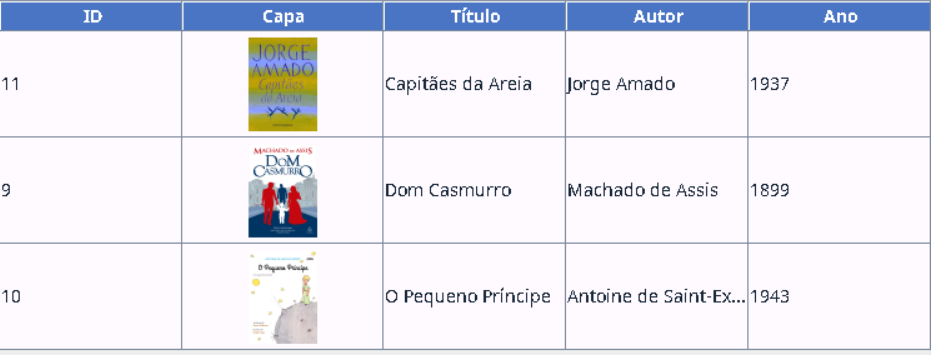 ID Capa Título Autor Ano
11 Capitães da Areia Jorge Amado 1937
JORGE
AMADO
Capitães
da Areia
9 Dom Casmurro Machado de Assis 1899
MACHADO DE ASSIS
DOM
CASMURRO
10 O Pequeno Príncipe Antoine de Saint-Ex... 1943
O Pequeno Príncipe